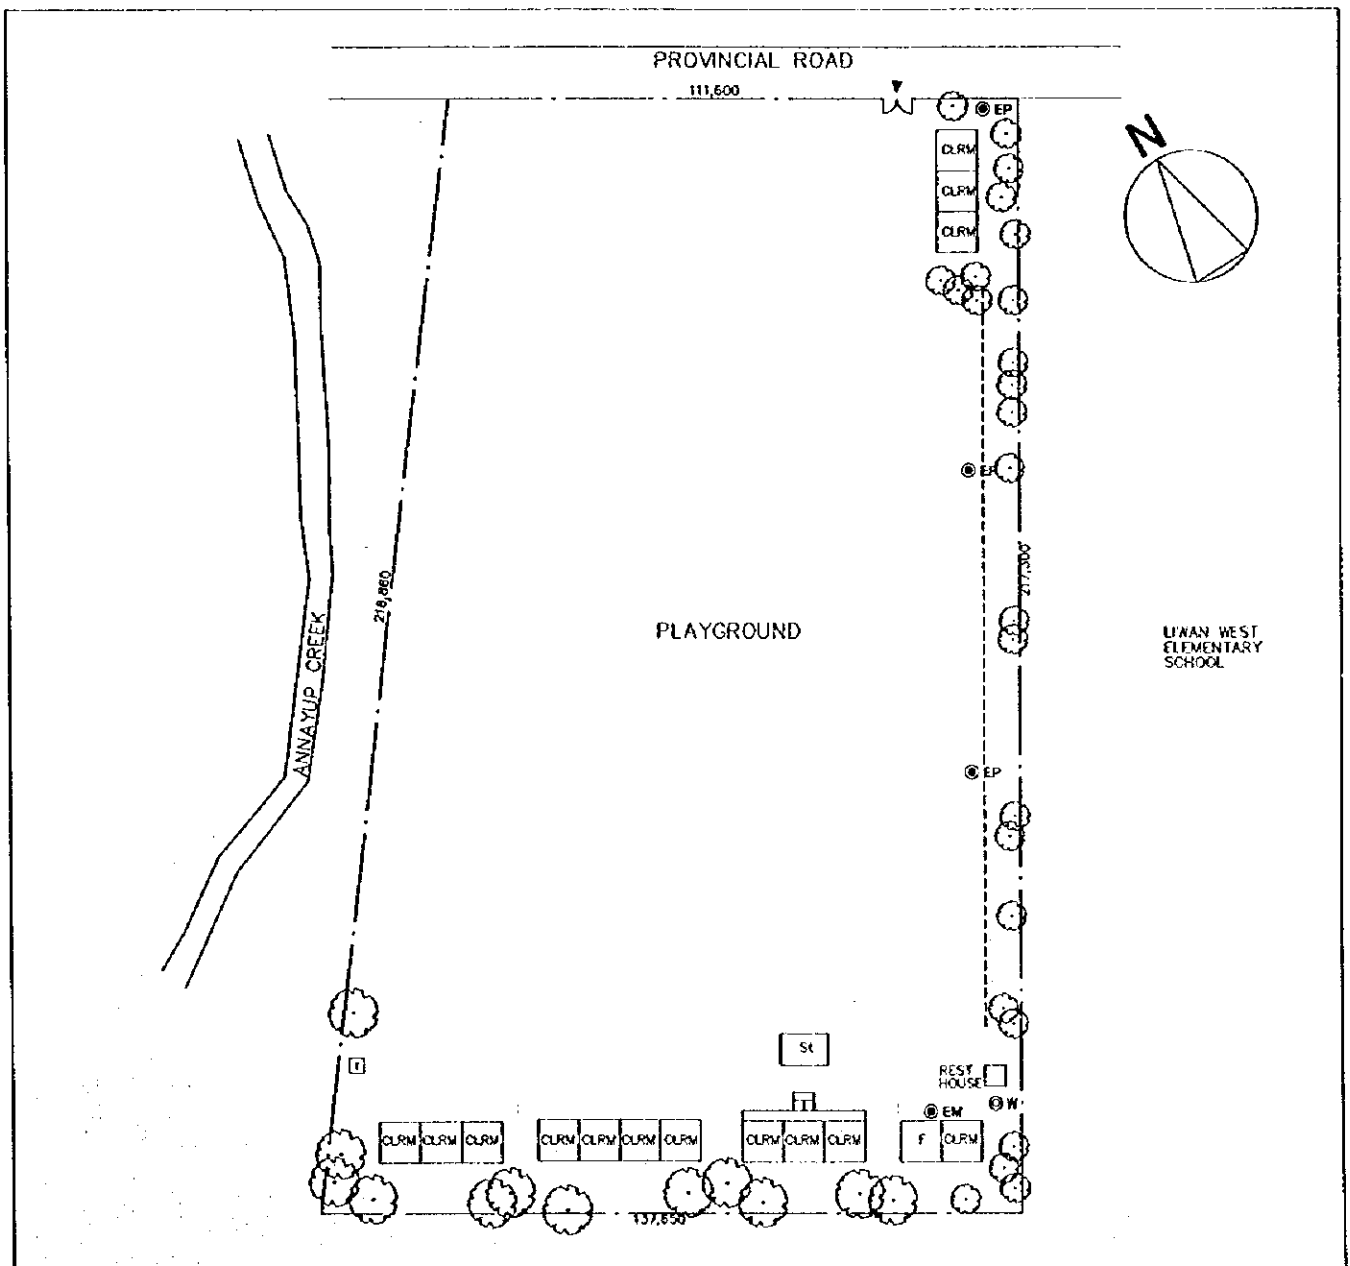 PROVINCIAL ROAD
111,600
EP
N
CLRM
CLRM
CLRM
EP
218,860
217,300
ANNAYUP CREEK
PLAYGROUND
LIWAN WEST
ELEMENTARY
SCHOOL
EP
St
REST
HOUSE
W
EM
CLRM CLRM CLRM
CLRM CLRM CLRM CLRM
CLRM CLRM CLRM
F CLRM
137,650